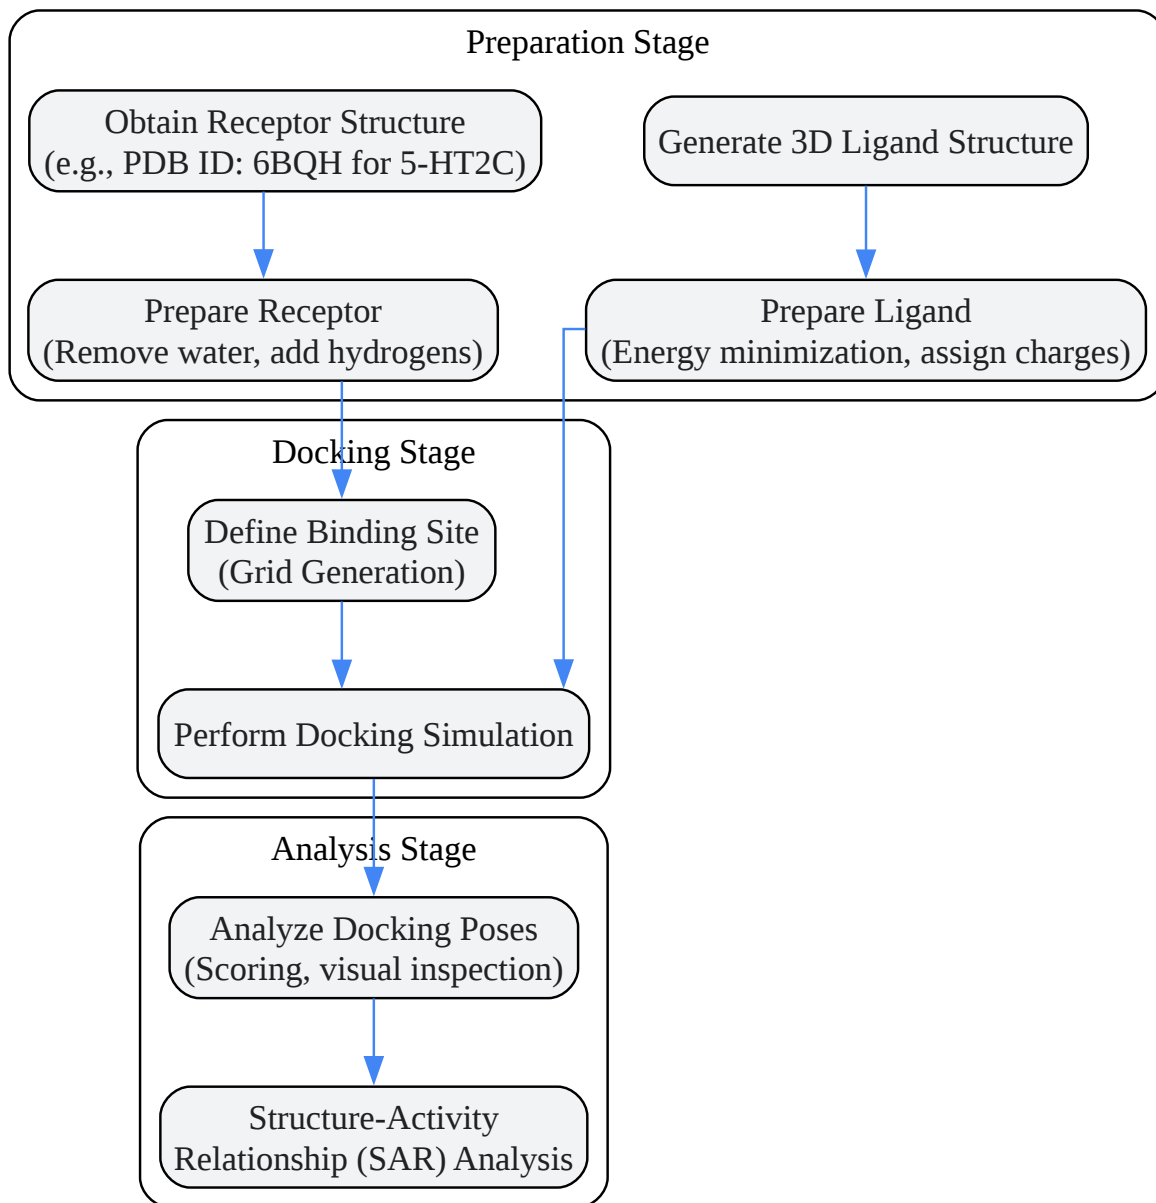 Preparation Stage
Obtain Receptor Structure
(e.g., PDB ID: 6BQH for 5-HT2C)
Generate 3D Ligand Structure
Prepare Receptor
(Remove water, add hydrogens)
Prepare Ligand
(Energy minimization, assign charges)
Docking Stage
Define Binding Site
(Grid Generation)
Perform Docking Simulation
Analysis Stage
Analyze Docking Poses
(Scoring, visual inspection)
Structure-Activity
Relationship (SAR) Analysis